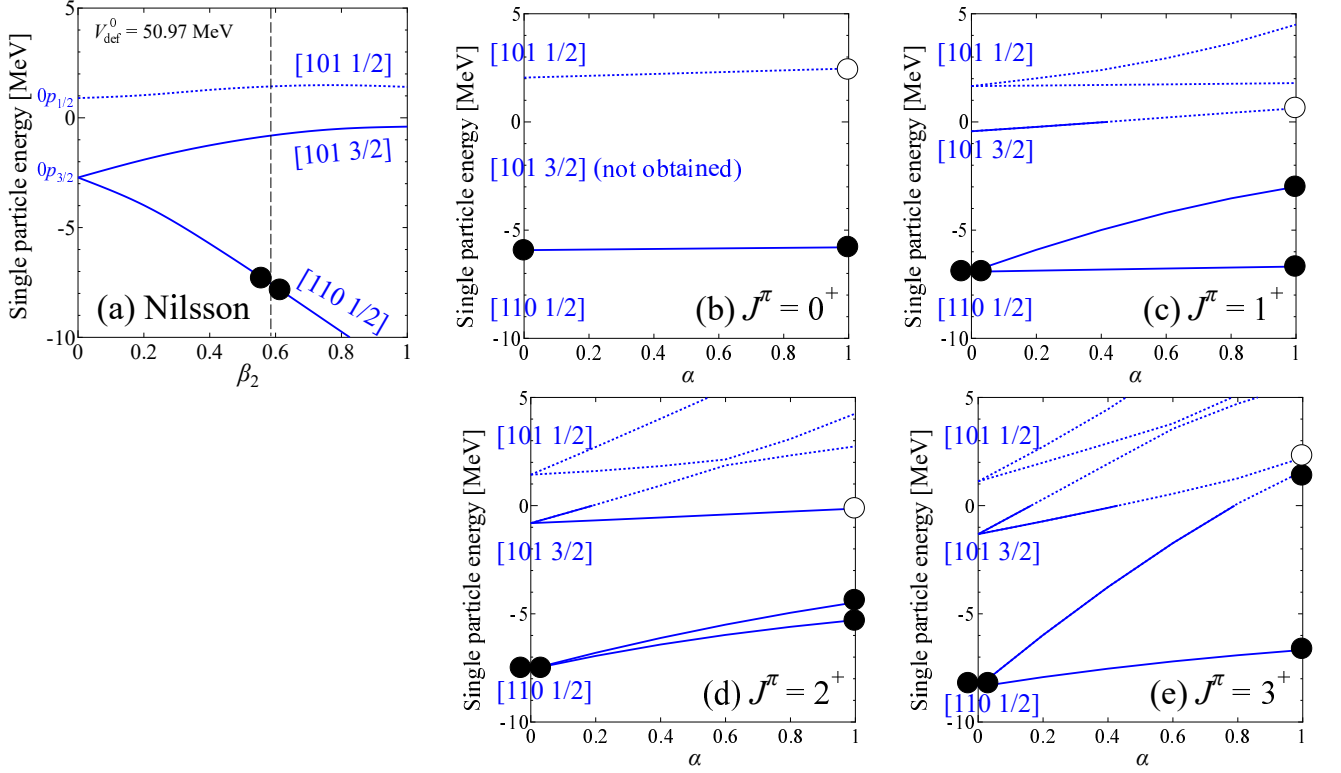 Single particle energy [MeV]
5
0
-5
-10
V⁰def = 50.97 MeV
[101 1/2]
0p1/2
[101 3/2]
0p3/2
[110 1/2]
(a) Nilsson
0 0.2 0.4 0.6 0.8 1
β2
Single particle energy [MeV]
5
0
-5
-10
[101 1/2]
[101 3/2] (not obtained)
[110 1/2]
(b) Jπ = 0+
0 0.2 0.4 0.6 0.8 1
α
Single particle energy [MeV]
5
0
-5
-10
[101 1/2]
[101 3/2]
[110 1/2]
(c) Jπ = 1+
0 0.2 0.4 0.6 0.8 1
α
Single particle energy [MeV]
5
0
-5
-10
[101 1/2]
[101 3/2]
[110 1/2]
(d) Jπ = 2+
0 0.2 0.4 0.6 0.8 1
α
Single particle energy [MeV]
5
0
-5
-10
[101 1/2]
[101 3/2]
[110 1/2]
(e) Jπ = 3+
0 0.2 0.4 0.6 0.8 1
α